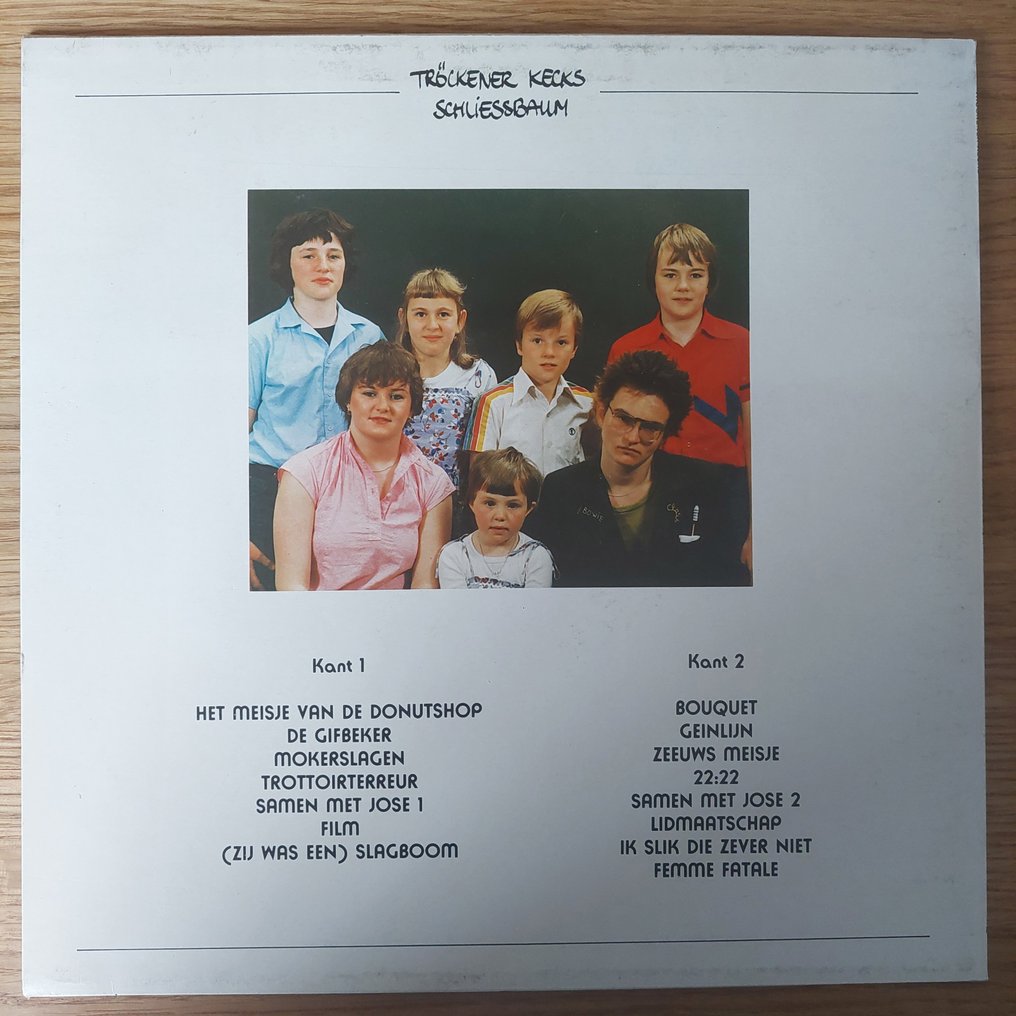 TRÖCKENER KECKS
SCHLIESSBAUM
BOWIE
Kant 1
HET MEISJE VAN DE DONUTSHOP
DE GIFBEKER
MOKERSLAGEN
TROTTOIRTERREUR
SAMEN MET JOSE 1
FILM
(ZIJ WAS EEN) SLAGBOOM
Kant 2
BOUQUET
GEINLIJN
ZEEUWS MEISJE
22:22
SAMEN MET JOSE 2
LIDMAATSCHAP
IK SLIK DIE ZEVER NIET
FEMME FATALE